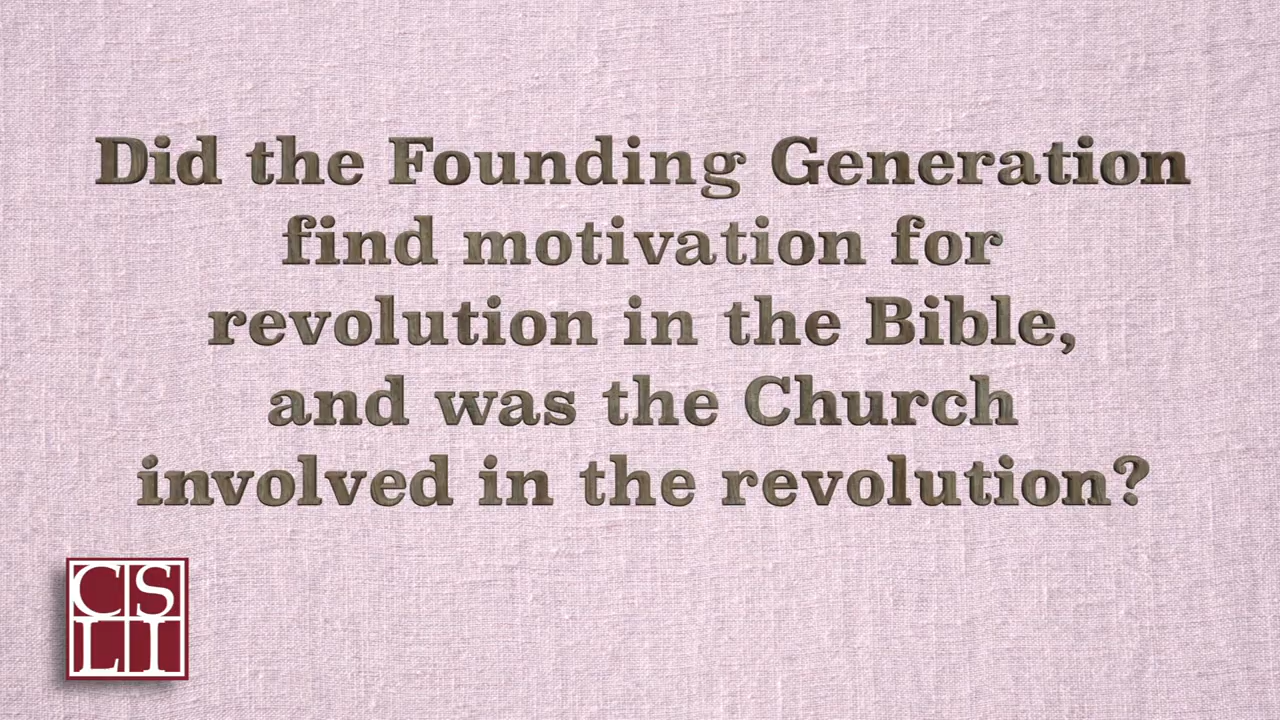 Did the Founding Generation
find motivation for
revolution in the Bible,
and was the Church
involved in the revolution?
CS
LI